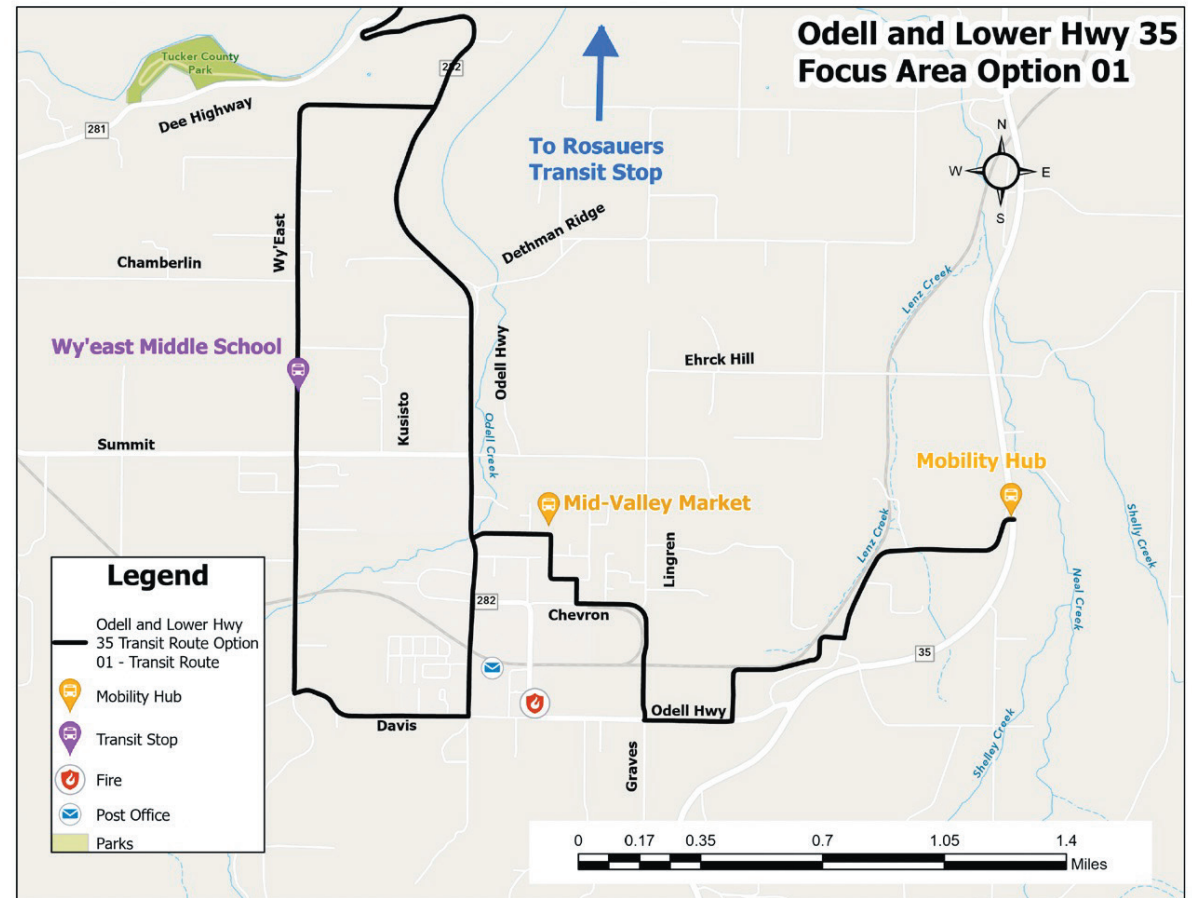 Odell and Lower Hwy 35
Focus Area Option 01
Tucker County
Park
282
281
Dee Highway
To Rosauers
Transit Stop
N
W
E
S
Dethman Ridge
Wy'East
Chamberlin
Lenz Creek
Wy'east Middle School
Odell Hwy
Ehrck Hill
Kusisto
Summit
Odell Creek
Mobility Hub
Mid-Valley Market
Lingren
Lenz Creek
Shelly Creek
Neal Creek
282
Chevron
35
Odell Hwy
Davis
Graves
Shelley Creek
Legend
Odell and Lower Hwy
35 Transit Route Option
01 - Transit Route
Mobility Hub
Transit Stop
Fire
Post Office
Parks
0 0.17 0.35 0.7 1.05 1.4
Miles